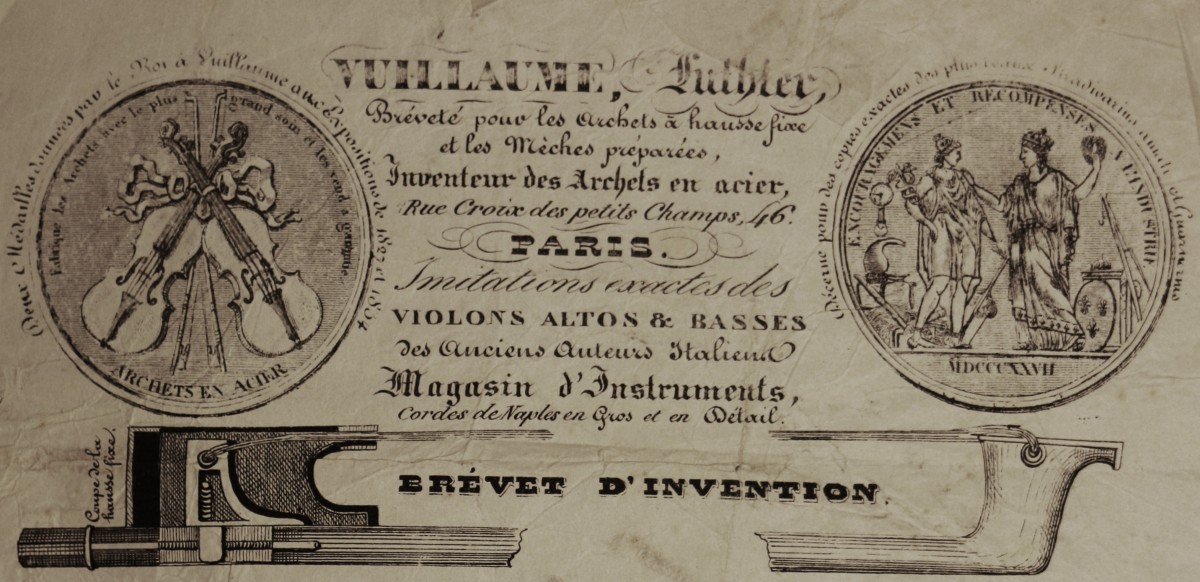 Deux Médailles données par le Roi à Vuillaume aux Expositions de 1827 et 1834
Fabrique les Archets avec le plus grand soin et les vend à garantie
ARCHETS EN ACIER
VUILLAUME, Luthier,
Bréveté pour les Archets à hausse fixe
et les Mèches préparées,
Inventeur des Archets en acier,
Rue Croix des petits Champs, 46.
PARIS.
Imitations exactes des
VIOLONS ALTOS & BASSES
des Anciens Auteurs Italiens
Magasin d'Instruments,
Cordes de Naples en Gros et en Détail.
Décerné pour des copies exactes des plus beaux Stradivarius amati et Guarnerius
ENCOURAGEMENS ET RÉCOMPENSES À L'INDUSTRIE
MDCCCXXVII
Coupe de la
hausse fixe.
BRÉVET D'INVENTION.